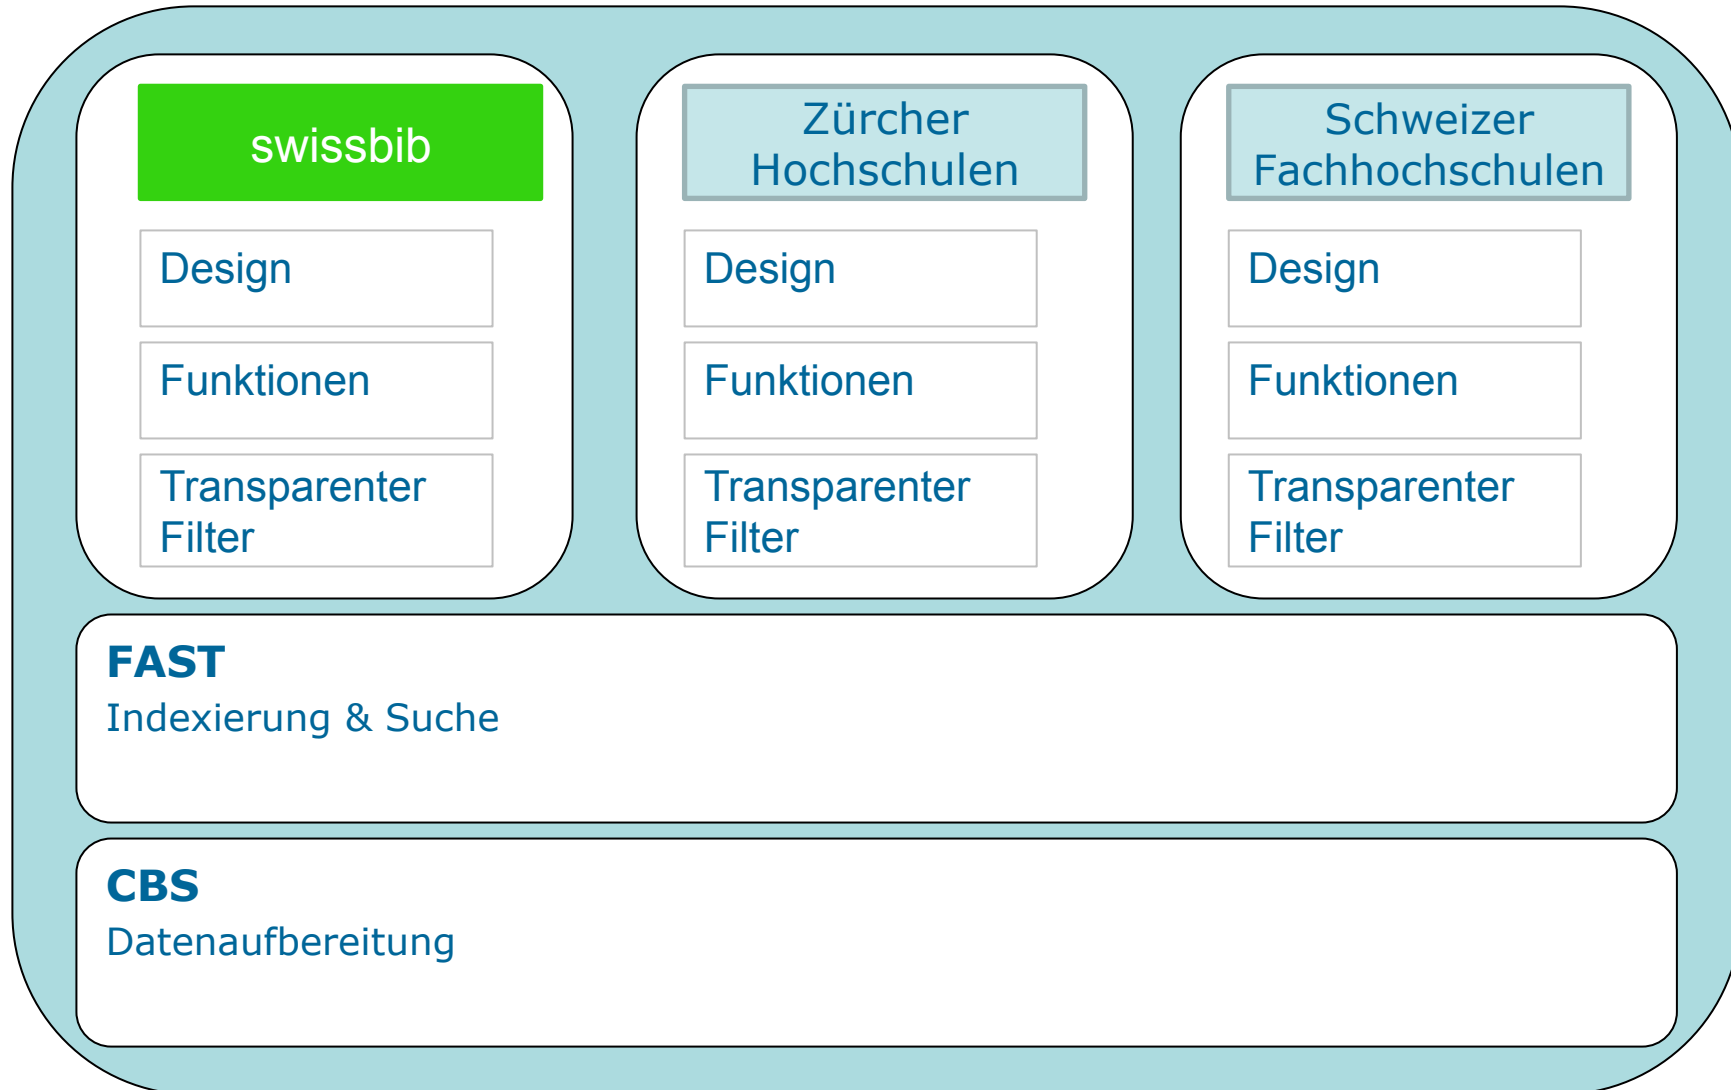 swissbib
Design
Funktionen
Transparenter
Filter
Zürcher
Hochschulen
Design
Funktionen
Transparenter
Filter
Schweizer
Fachhochschulen
Design
Funktionen
Transparenter
Filter
FAST
Indexierung & Suche
CBS
Datenaufbereitung